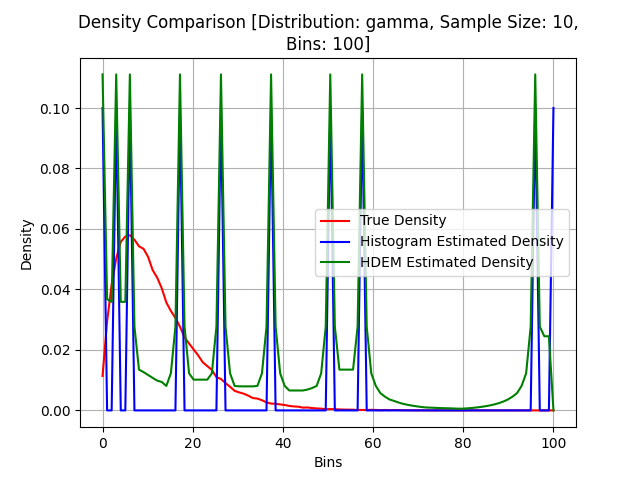 Density Comparison [Distribution: gamma, Sample Size: 10,
Bins: 100]
0.10
0.08
0.06
0.04
0.02
0.00
Density
True Density
Histogram Estimated Density
HDEM Estimated Density
0 20 40 60 80 100
Bins